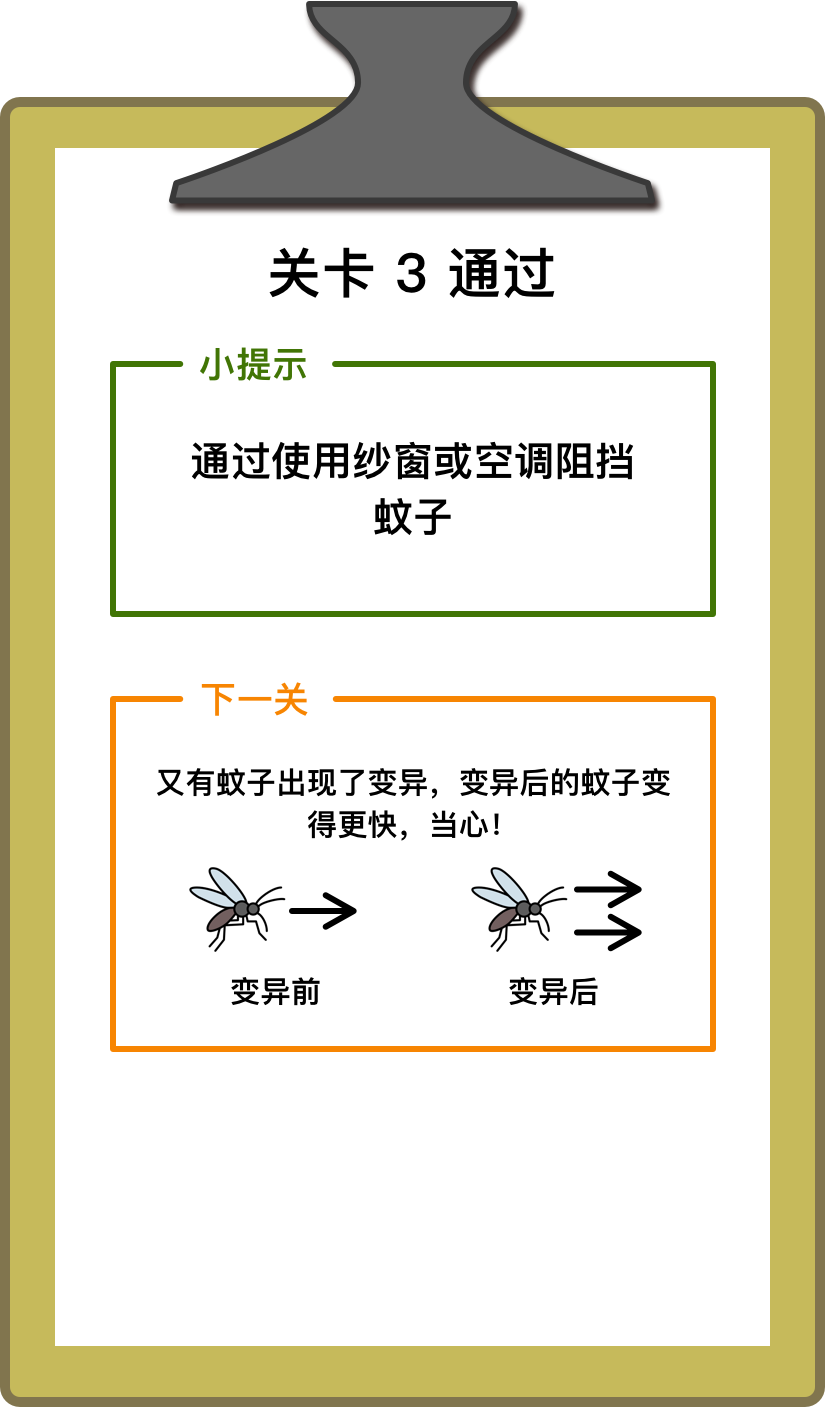 关卡 3 通过
小提示
通过使用纱窗或空调阻挡
蚊子
下一关
又有蚊子出现了变异，变异后的蚊子变
得更快，当心！
变异前
变异后